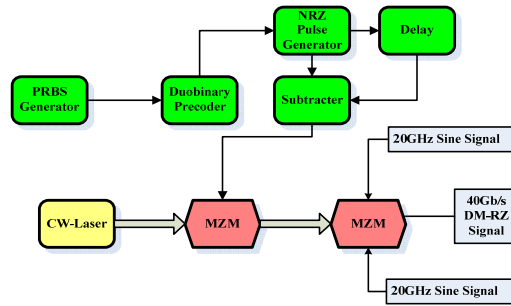 NRZ
Pulse
Generator
Delay
PRBS
Generator
Duobinary
Precoder
Subtracter
20GHz Sine Signal
CW-Laser
MZM
MZM
40Gb/s
DM-RZ
Signal
20GHz Sine Signal